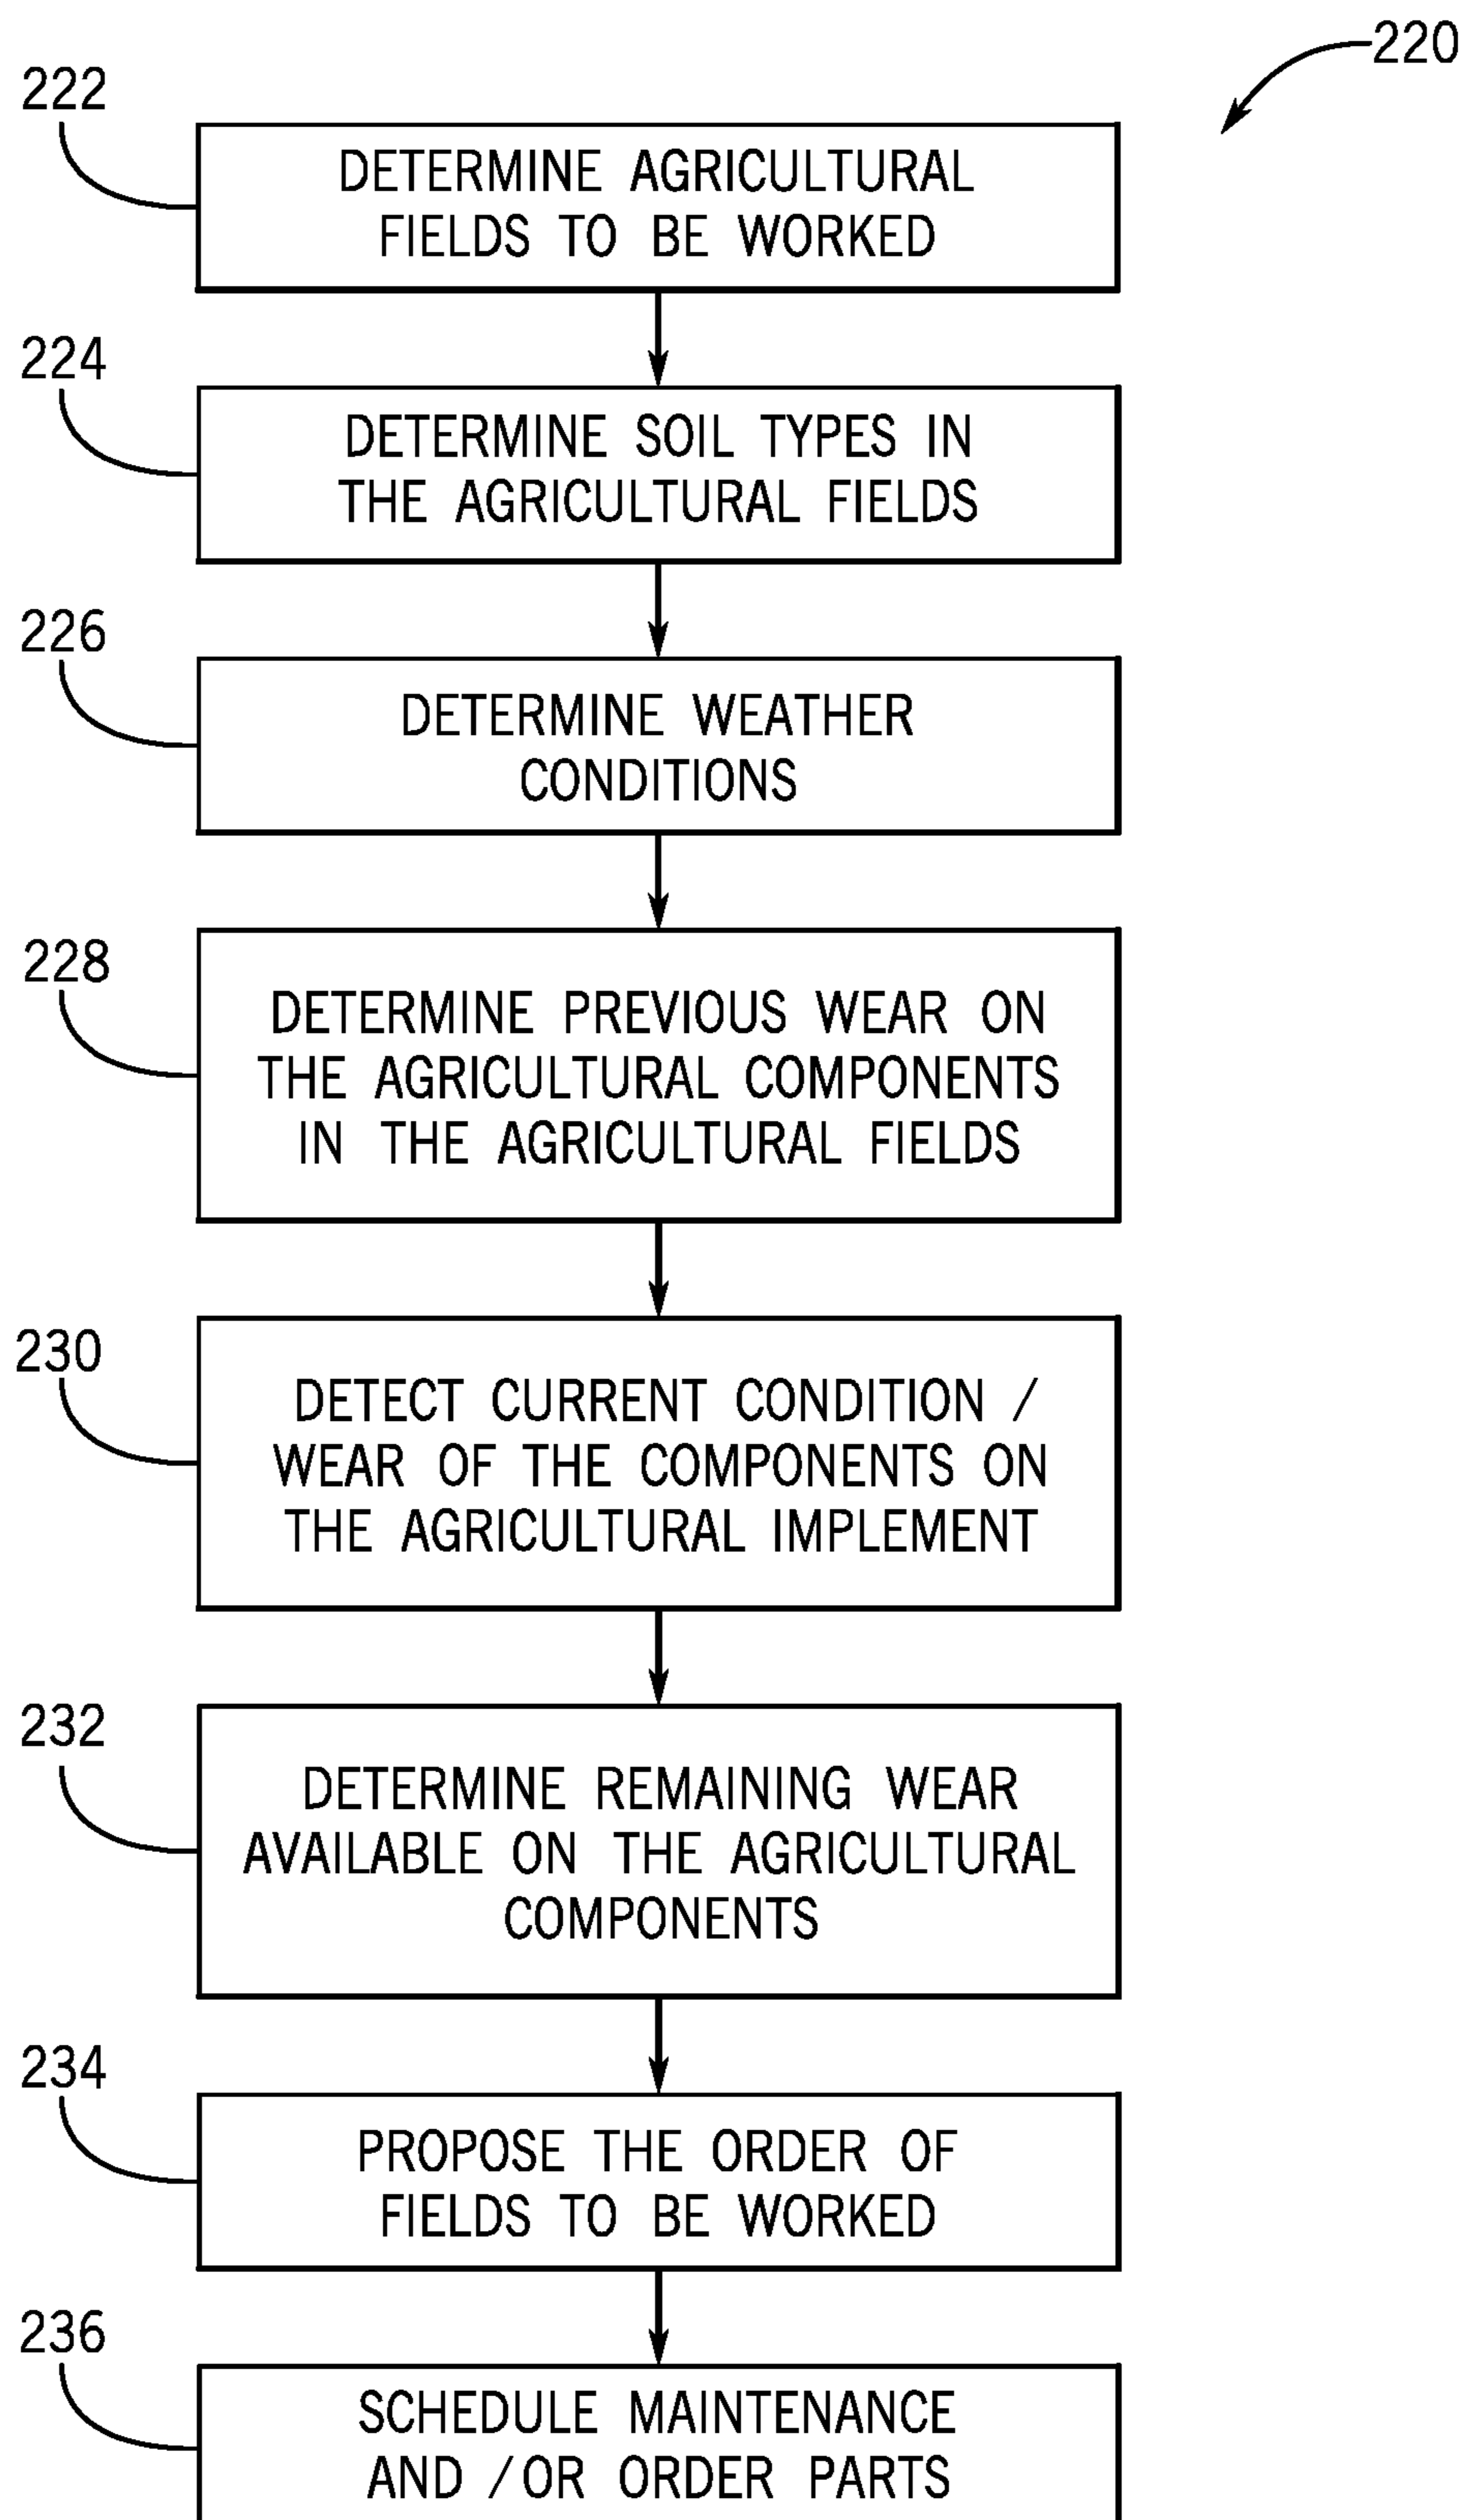 220
222
DETERMINE AGRICULTURAL
FIELDS TO BE WORKED
224
DETERMINE SOIL TYPES IN
THE AGRICULTURAL FIELDS
226
DETERMINE WEATHER
CONDITIONS
228
DETERMINE PREVIOUS WEAR ON
THE AGRICULTURAL COMPONENTS
IN THE AGRICULTURAL FIELDS
230
DETECT CURRENT CONDITION /
WEAR OF THE COMPONENTS ON
THE AGRICULTURAL IMPLEMENT
232
DETERMINE REMAINING WEAR
AVAILABLE ON THE AGRICULTURAL
COMPONENTS
234
PROPOSE THE ORDER OF
FIELDS TO BE WORKED
236
SCHEDULE MAINTENANCE
AND /OR ORDER PARTS